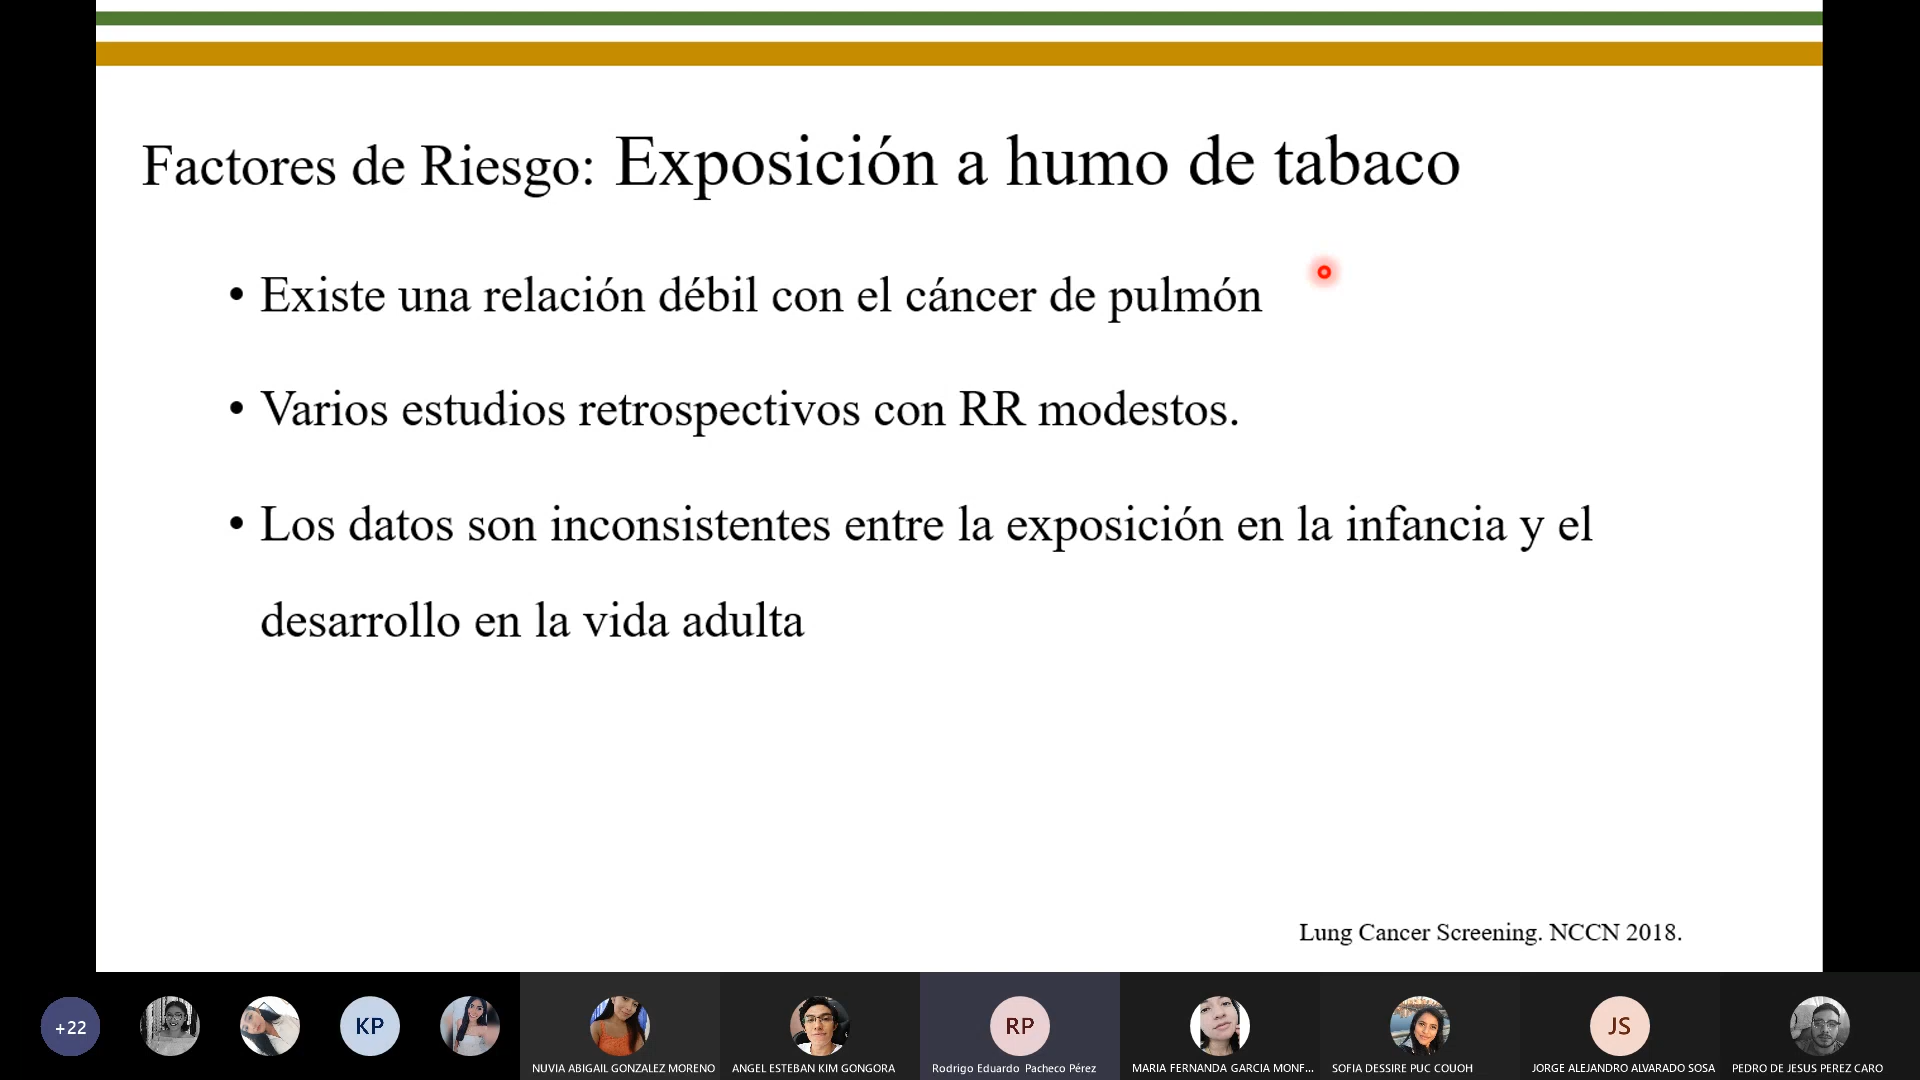 Factores de Riesgo: Exposición a humo de tabaco
• Existe una relación débil con el cáncer de pulmón
• Varios estudios retrospectivos con RR modestos.
• Los datos son inconsistentes entre la exposición en la infancia y el
desarrollo en la vida adulta
Lung Cancer Screening. NCCN 2018.
+22
KP
RP
JS
NUVIA ABIGAIL GONZALEZ MORENO
ANGEL ESTEBAN KIM GONGORA
Rodrigo Eduardo Pacheco Pérez
MARIA FERNANDA GARCIA MONF...
SOFIA DESSIRE PUC COUOH
JORGE ALEJANDRO ALVARADO SOSA
PEDRO DE JESUS PEREZ CARO